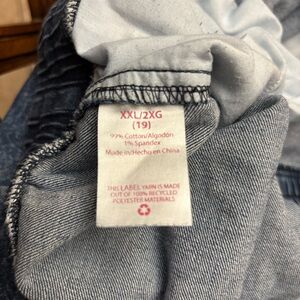 XXL/2XG
(19)
Cotton/Algodón
1% Spandex
Made in/Hecho en China
THIS LABEL YARN IS MADE
OUT OF 100% RECYCLED
POLYESTER MATERIALS